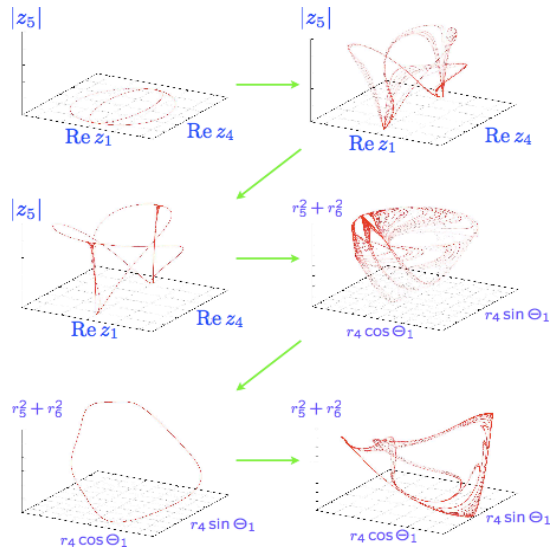 |z₅|
Re z₁
Re z₄
|z₅|
Re z₁
Re z₄
|z₅|
Re z₁
Re z₄
r₅² + r₆²
r₄ cos Θ₁
r₄ sin Θ₁
r₅² + r₆²
r₄ cos Θ₁
r₄ sin Θ₁
r₅² + r₆²
r₄ cos Θ₁
r₄ sin Θ₁